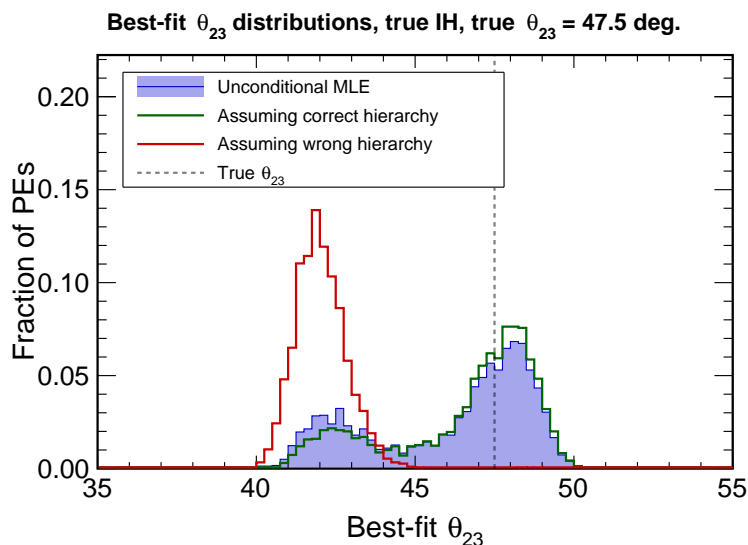 Best-fit θ23 distributions, true IH, true θ23 = 47.5 deg.
Unconditional MLE
Assuming correct hierarchy
Assuming wrong hierarchy
True θ23
Fraction of PEs
0.20
0.15
0.10
0.05
0.00
35 40 45 50 55
Best-fit θ23